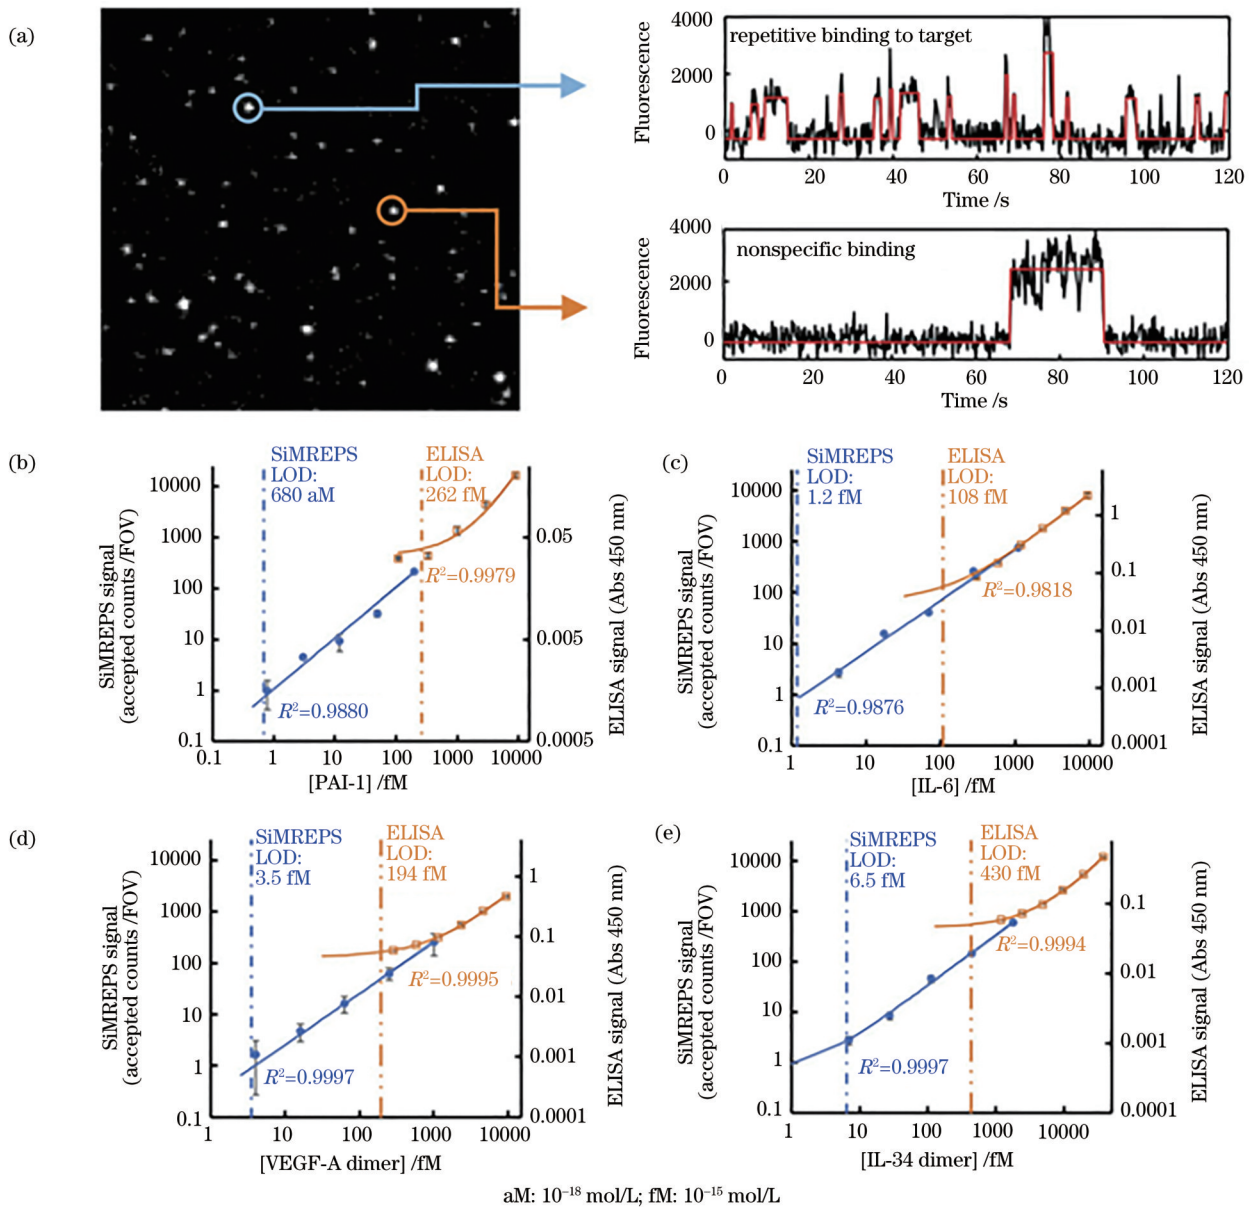 (a)
Fluorescence
4000
2000
0
repetitive binding to target
0 20 40 60 80 100 120
Time /s
Fluorescence
4000
2000
0
nonspecific binding
0 20 40 60 80 100 120
Time /s
(b)
SiMREPS signal
(accepted counts /FOV)
10000
1000
100
10
1
0.1
SiMREPS
LOD:
680 aM
ELISA
LOD:
262 fM
R²=0.9979
R²=0.9880
0.05
0.005
0.0005
ELISA signal (Abs 450 nm)
0.1 1 10 100 1000 10000
[PAI-1] /fM
(c)
SiMREPS signal
(accepted counts /FOV)
10000
1000
100
10
1
0.1
SiMREPS
LOD:
1.2 fM
ELISA
LOD:
108 fM
R²=0.9818
R²=0.9876
1
0.1
0.01
0.001
0.0001
ELISA signal (Abs 450 nm)
1 10 100 1000 10000
[IL-6] /fM
(d)
SiMREPS signal
(accepted counts /FOV)
10000
1000
100
10
1
0.1
SiMREPS
LOD:
3.5 fM
ELISA
LOD:
194 fM
R²=0.9995
R²=0.9997
1
0.1
0.01
0.001
0.0001
ELISA signal (Abs 450 nm)
1 10 100 1000 10000
[VEGF-A dimer] /fM
(e)
SiMREPS signal
(accepted counts /FOV)
10000
1000
100
10
1
0.1
SiMREPS
LOD:
6.5 fM
ELISA
LOD:
430 fM
R²=0.9994
R²=0.9997
0.1
0.01
0.001
0.0001
ELISA signal (Abs 450 nm)
1 10 100 1000 10000
[IL-34 dimer] /fM
aM: 10⁻¹⁸ mol/L; fM: 10⁻¹⁵ mol/L